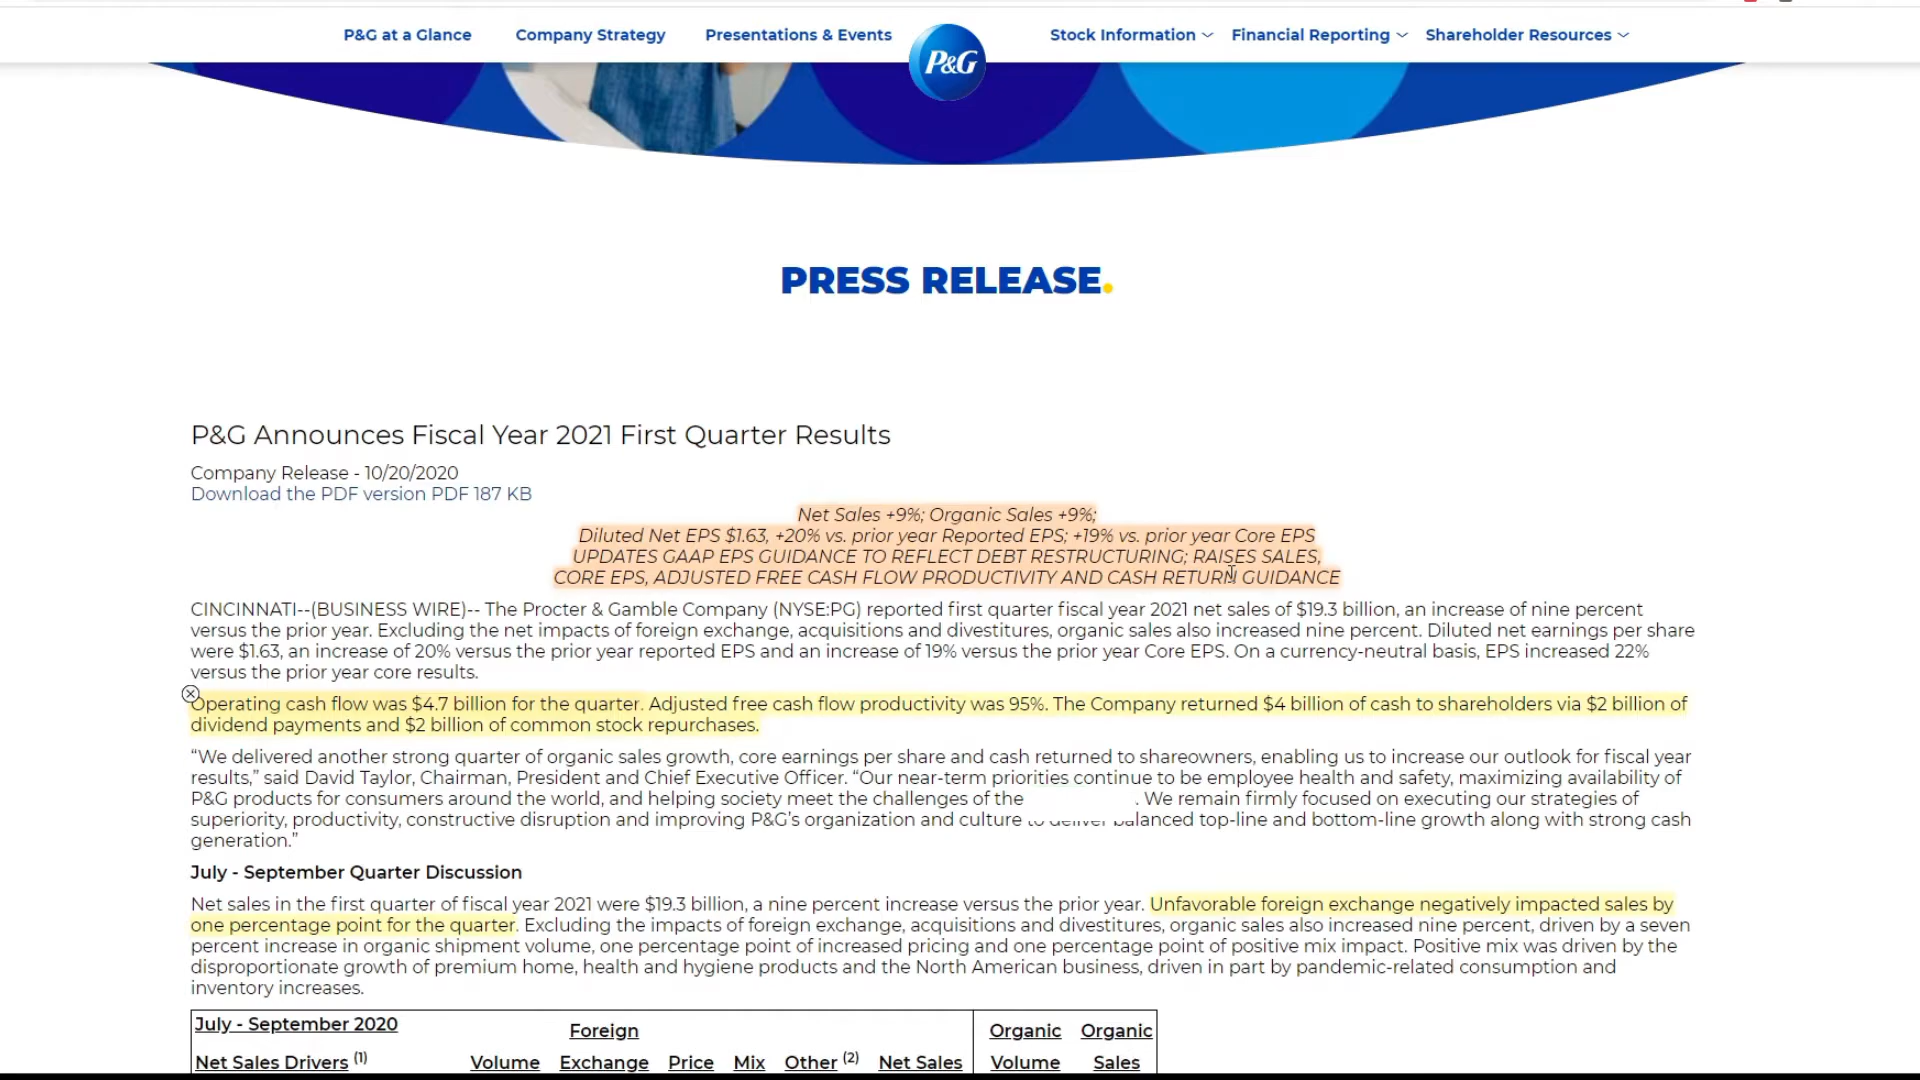 P&G at a Glance Company Strategy Presentations & Events P&G Stock Information Financial Reporting Shareholder Resources
PRESS RELEASE.
P&G Announces Fiscal Year 2021 First Quarter Results
Company Release - 10/20/2020
Download the PDF version PDF 187 KB
Net Sales +9%; Organic Sales +9%;
Diluted Net EPS $1.63, +20% vs. prior year Reported EPS; +19% vs. prior year Core EPS
UPDATES GAAP EPS GUIDANCE TO REFLECT DEBT RESTRUCTURING; RAISES SALES,
CORE EPS, ADJUSTED FREE CASH FLOW PRODUCTIVITY AND CASH RETURN GUIDANCE
CINCINNATI--(BUSINESS WIRE)-- The Procter & Gamble Company (NYSE:PG) reported first quarter fiscal year 2021 net sales of $19.3 billion, an increase of nine percent
versus the prior year. Excluding the net impacts of foreign exchange, acquisitions and divestitures, organic sales also increased nine percent. Diluted net earnings per share
were $1.63, an increase of 20% versus the prior year reported EPS and an increase of 19% versus the prior year Core EPS. On a currency-neutral basis, EPS increased 22%
versus the prior year core results.
Operating cash flow was $4.7 billion for the quarter. Adjusted free cash flow productivity was 95%. The Company returned $4 billion of cash to shareholders via $2 billion of
dividend payments and $2 billion of common stock repurchases.
“We delivered another strong quarter of organic sales growth, core earnings per share and cash returned to shareowners, enabling us to increase our outlook for fiscal year
results,” said David Taylor, Chairman, President and Chief Executive Officer. “Our near-term priorities continue to be employee health and safety, maximizing availability of
P&G products for consumers around the world, and helping society meet the challenges of the . We remain firmly focused on executing our strategies of
superiority, productivity, constructive disruption and improving P&G’s organization and culture to deliver balanced top-line and bottom-line growth along with strong cash
generation.”
July - September Quarter Discussion
Net sales in the first quarter of fiscal year 2021 were $19.3 billion, a nine percent increase versus the prior year. Unfavorable foreign exchange negatively impacted sales by
one percentage point for the quarter. Excluding the impacts of foreign exchange, acquisitions and divestitures, organic sales also increased nine percent, driven by a seven
percent increase in organic shipment volume, one percentage point of increased pricing and one percentage point of positive mix impact. Positive mix was driven by the
disproportionate growth of premium home, health and hygiene products and the North American business, driven in part by pandemic-related consumption and
inventory increases.
July - September 2020 Foreign Organic Organic
Net Sales Drivers (1) Volume Exchange Price Mix Other (2) Net Sales Volume Sales